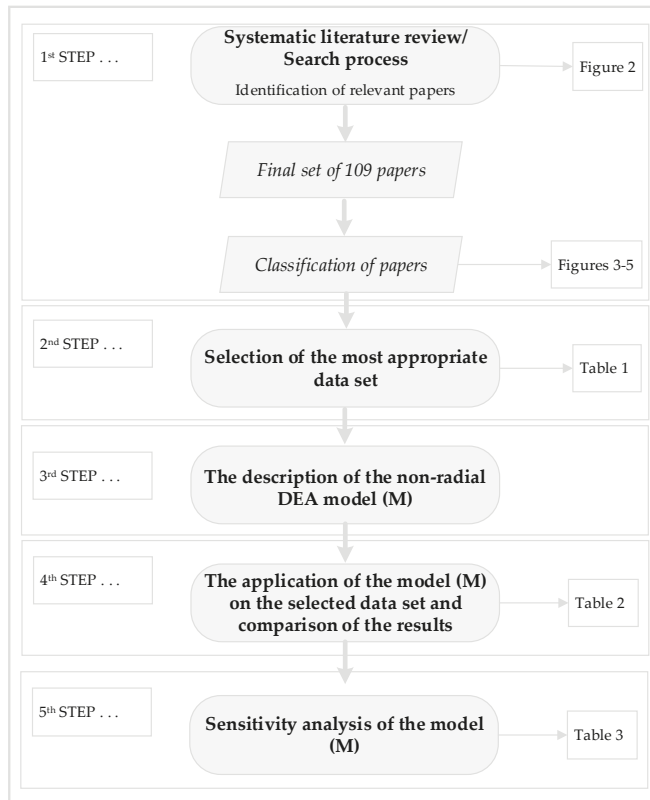 1st STEP . . .
Systematic literature review/
Search process
Identification of relevant papers
Figure 2
Final set of 109 papers
Classification of papers
Figures 3-5
2nd STEP . . .
Selection of the most appropriate
data set
Table 1
3rd STEP . . .
The description of the non-radial
DEA model (M)
4th STEP . . .
The application of the model (M)
on the selected data set and
comparison of the results
Table 2
5th STEP . . .
Sensitivity analysis of the model
(M)
Table 3